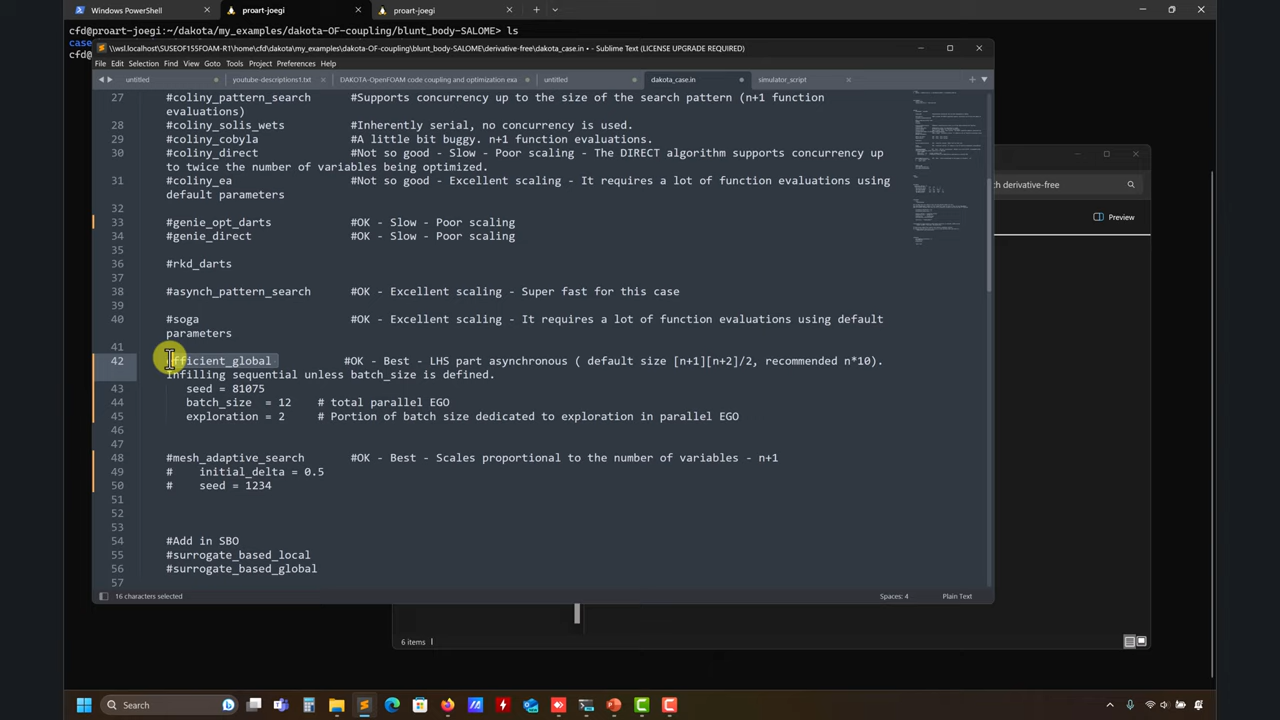 Windows PowerShell
proart-joegi
proart-joegi
cfd@proart-joegi:~/dakota/my_examples/dakota-OF-coupling/blunt_body-SALOME> ls
case
cfd@
\\wsl.localhost\SUSEOF155FOAM-R1\home\cfd\dakota\my_examples\dakota-OF-coupling\blunt_body-SALOME\derivative-free\dakota_case.in • - Sublime Text (LICENSE UPGRADE REQUIRED)
File Edit Selection Find View Goto Tools Project Preferences Help
untitled
youtube-descriptions1.txt
DAKOTA-OpenFOAM code coupling and optimization exa
untitled
dakota_case.in
simulator_script
27 #coliny_pattern_search #Supports concurrency up to the size of the search pattern (n+1 function
evaluations)
28 #coliny_solis_wets #Inherently serial, no concurrency is used.
29 #coliny_cobyla #A little bit buggy - n+1 function evaluations.
30 #coliny_direct #Not so good - Slow - Poor scaling - The DIRECT algorithm supports concurrency up
to twice the number of variables being optimized.
31 #coliny_ea #Not so good - Excellent scaling - It requires a lot of function evaluations using
default parameters
32
33 #genie_opt_darts #OK - Slow - Poor scaling
34 #genie_direct #OK - Slow - Poor scaling
35
36 #rkd_darts
37
38 #asynch_pattern_search #OK - Excellent scaling - Super fast for this case
39
40 #soga #OK - Excellent scaling - It requires a lot of function evaluations using default
parameters
41
42 efficient_global #OK - Best - LHS part asynchronous ( default size [n+1][n+2]/2, recommended n*10).
Infilling sequential unless batch_size is defined.
43 seed = 81075
44 batch_size = 12 # total parallel EGO
45 exploration = 2 # Portion of batch size dedicated to exploration in parallel EGO
46
47
48 #mesh_adaptive_search #OK - Best - Scales proportional to the number of variables - n+1
49 # initial_delta = 0.5
50 # seed = 1234
51
52
53
54 #Add in SBO
55 #surrogate_based_local
56 #surrogate_based_global
57
16 characters selected
Spaces: 4
Plain Text
ch derivative-free
Preview
6 items
Search